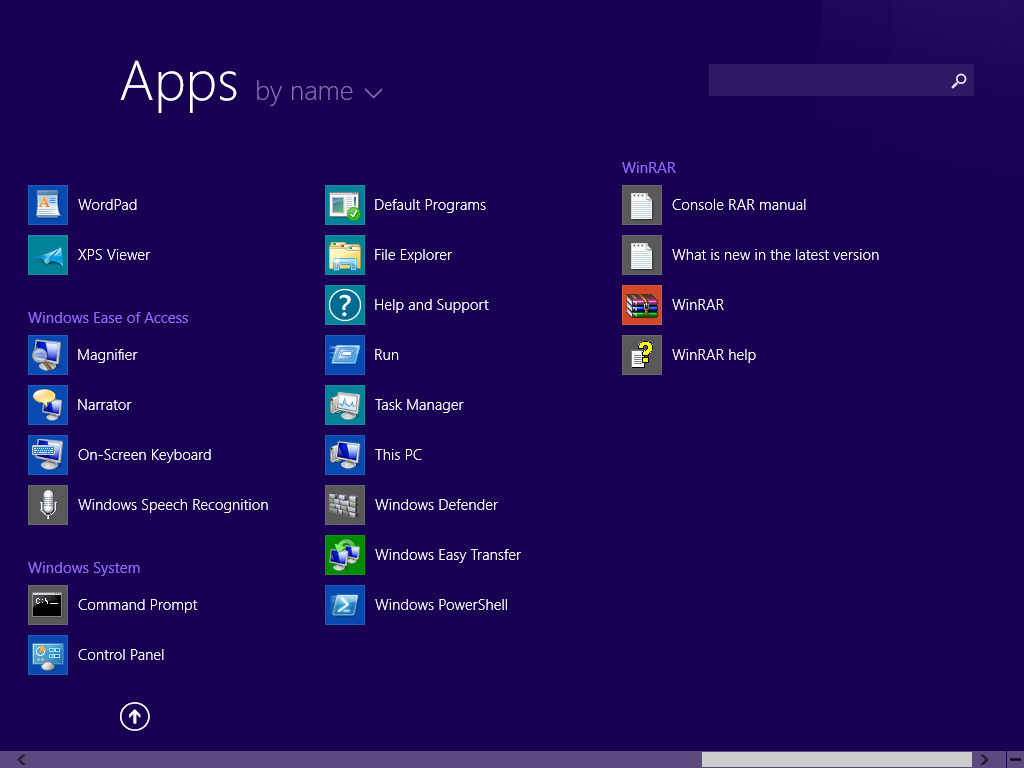 Apps by name
WordPad
XPS Viewer
Windows Ease of Access
Magnifier
Narrator
On-Screen Keyboard
Windows Speech Recognition
Windows System
Command Prompt
Control Panel
Default Programs
File Explorer
Help and Support
Run
Task Manager
This PC
Windows Defender
Windows Easy Transfer
Windows PowerShell
WinRAR
Console RAR manual
What is new in the latest version
WinRAR
WinRAR help